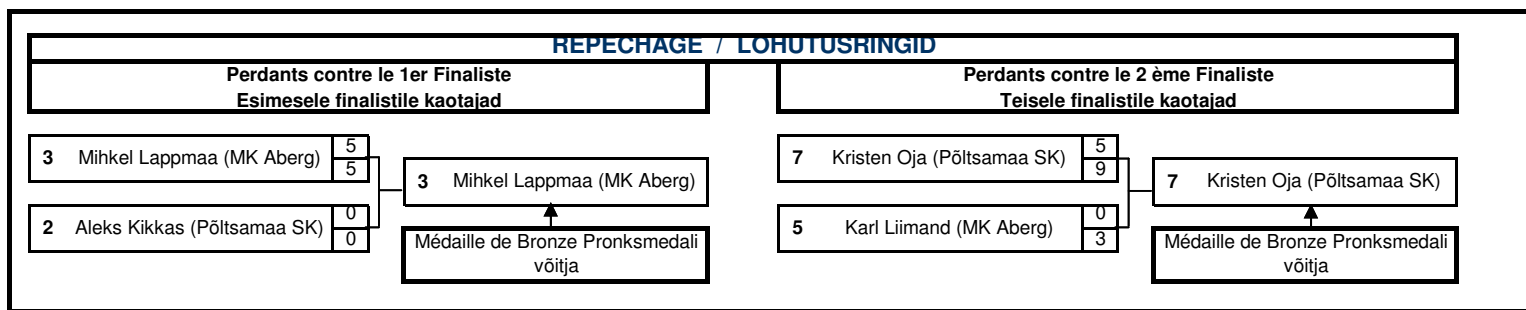 REPECHAGE / LOHUTUSRINGID
Perdants contre le 1er Finaliste
Esimesele finalistile kaotajad
3 Mihkel Lappmaa (MK Aberg) 5
5
3 Mihkel Lappmaa (MK Aberg)
2 Aleks Kikkas (Põltsamaa SK) 0
0
Médaille de Bronze Pronksmedali
võitja
Perdants contre le 2 ème Finaliste
Teisele finalistile kaotajad
7 Kristen Oja (Põltsamaa SK) 5
9
7 Kristen Oja (Põltsamaa SK)
5 Karl Liimand (MK Aberg) 0
3
Médaille de Bronze Pronksmedali
võitja